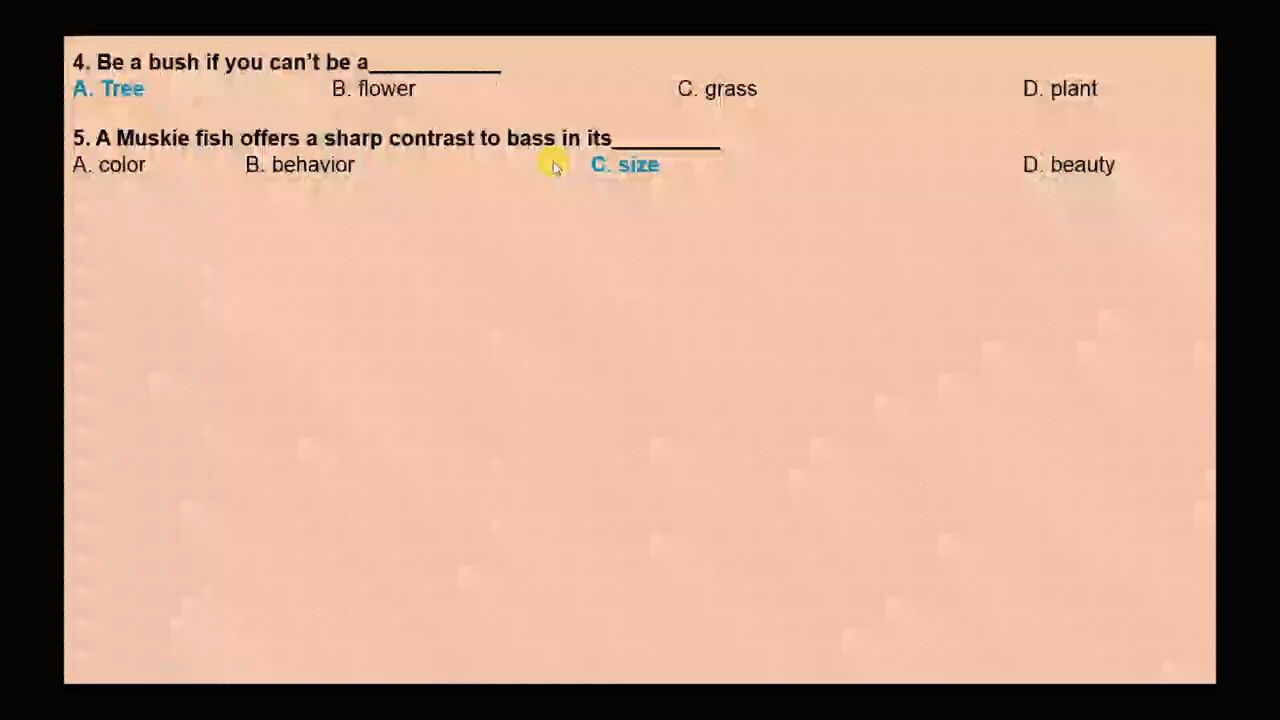 4. Be a bush if you can’t be a___________
A. Tree B. flower C. grass D. plant
5. A Muskie fish offers a sharp contrast to bass in its_________
A. color B. behavior C. size D. beauty